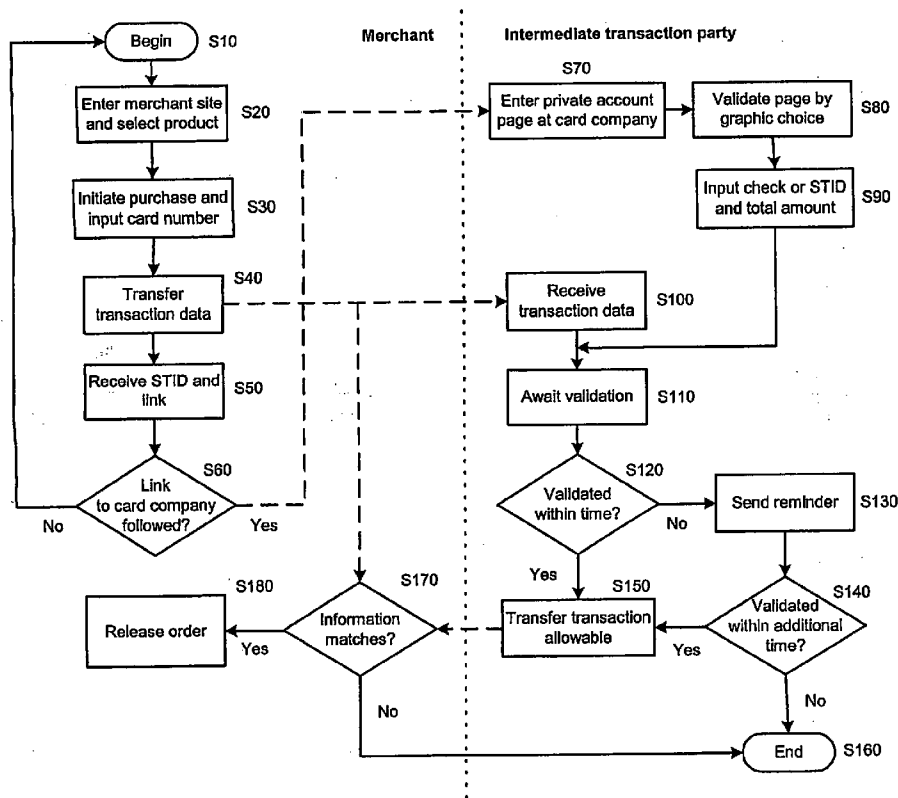 Merchant
Intermediate transaction party
Begin
S10
Enter merchant site
and select product
S20
Initiate purchase and
input card number
S30
Transfer
transaction data
S40
Receive STID and
link
S50
Link
to card company
followed?
S60
No
Yes
Enter private account
page at card company
S70
Validate page by
graphic choice
S80
Input check or STID
and total amount
S90
Receive
transaction data
S100
Await validation
S110
Validated
within time?
S120
No
Yes
Send reminder
S130
Validated
within additional
time?
S140
Yes
No
Transfer transaction
allowable
S150
End
S160
Information
matches?
S170
Yes
No
Release order
S180